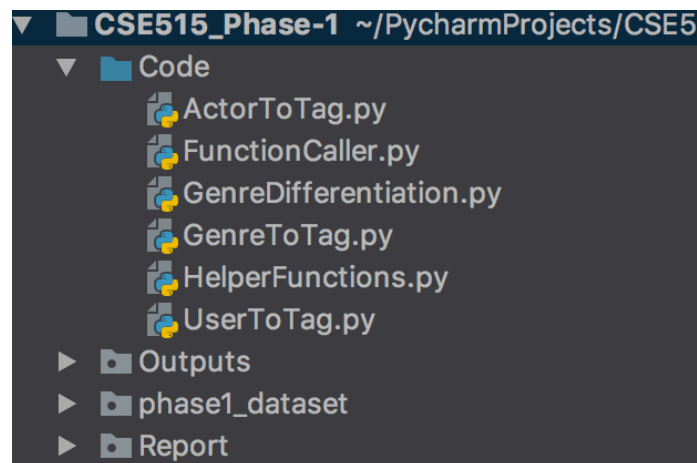 CSE515_Phase-1 ~/PycharmProjects/CSE5
Code
ActorToTag.py
FunctionCaller.py
GenreDifferentiation.py
GenreToTag.py
HelperFunctions.py
UserToTag.py
Outputs
phase1_dataset
Report